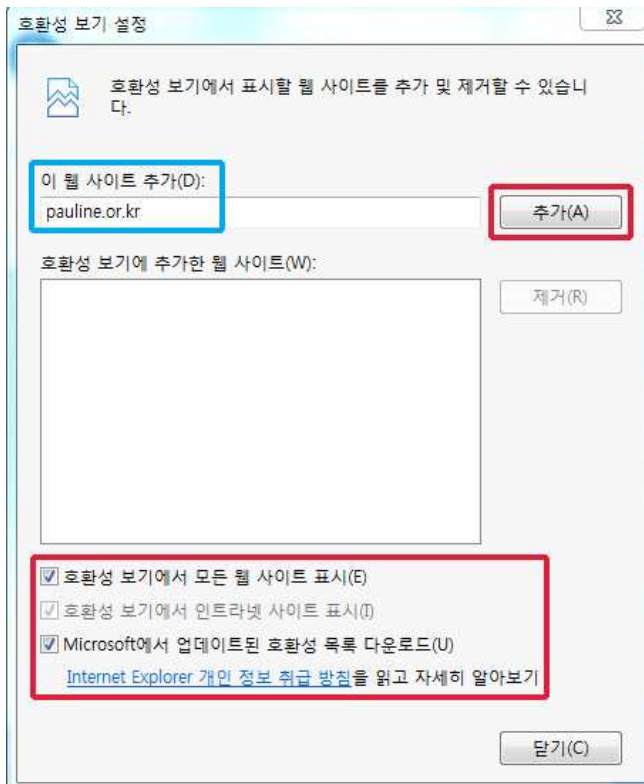 호환성 보기 설정
호환성 보기에서 표시할 웹 사이트를 추가 및 제거할 수 있습니
다.
이 웹 사이트 추가(D):
pauline.or.kr
추가(A)
호환성 보기에 추가한 웹 사이트(W):
제거(R)
호환성 보기에서 모든 웹 사이트 표시(E)
호환성 보기에서 인트라넷 사이트 표시(I)
Microsoft에서 업데이트된 호환성 목록 다운로드(U)
Internet Explorer 개인 정보 취급 방침을 읽고 자세히 알아보기
닫기(C)